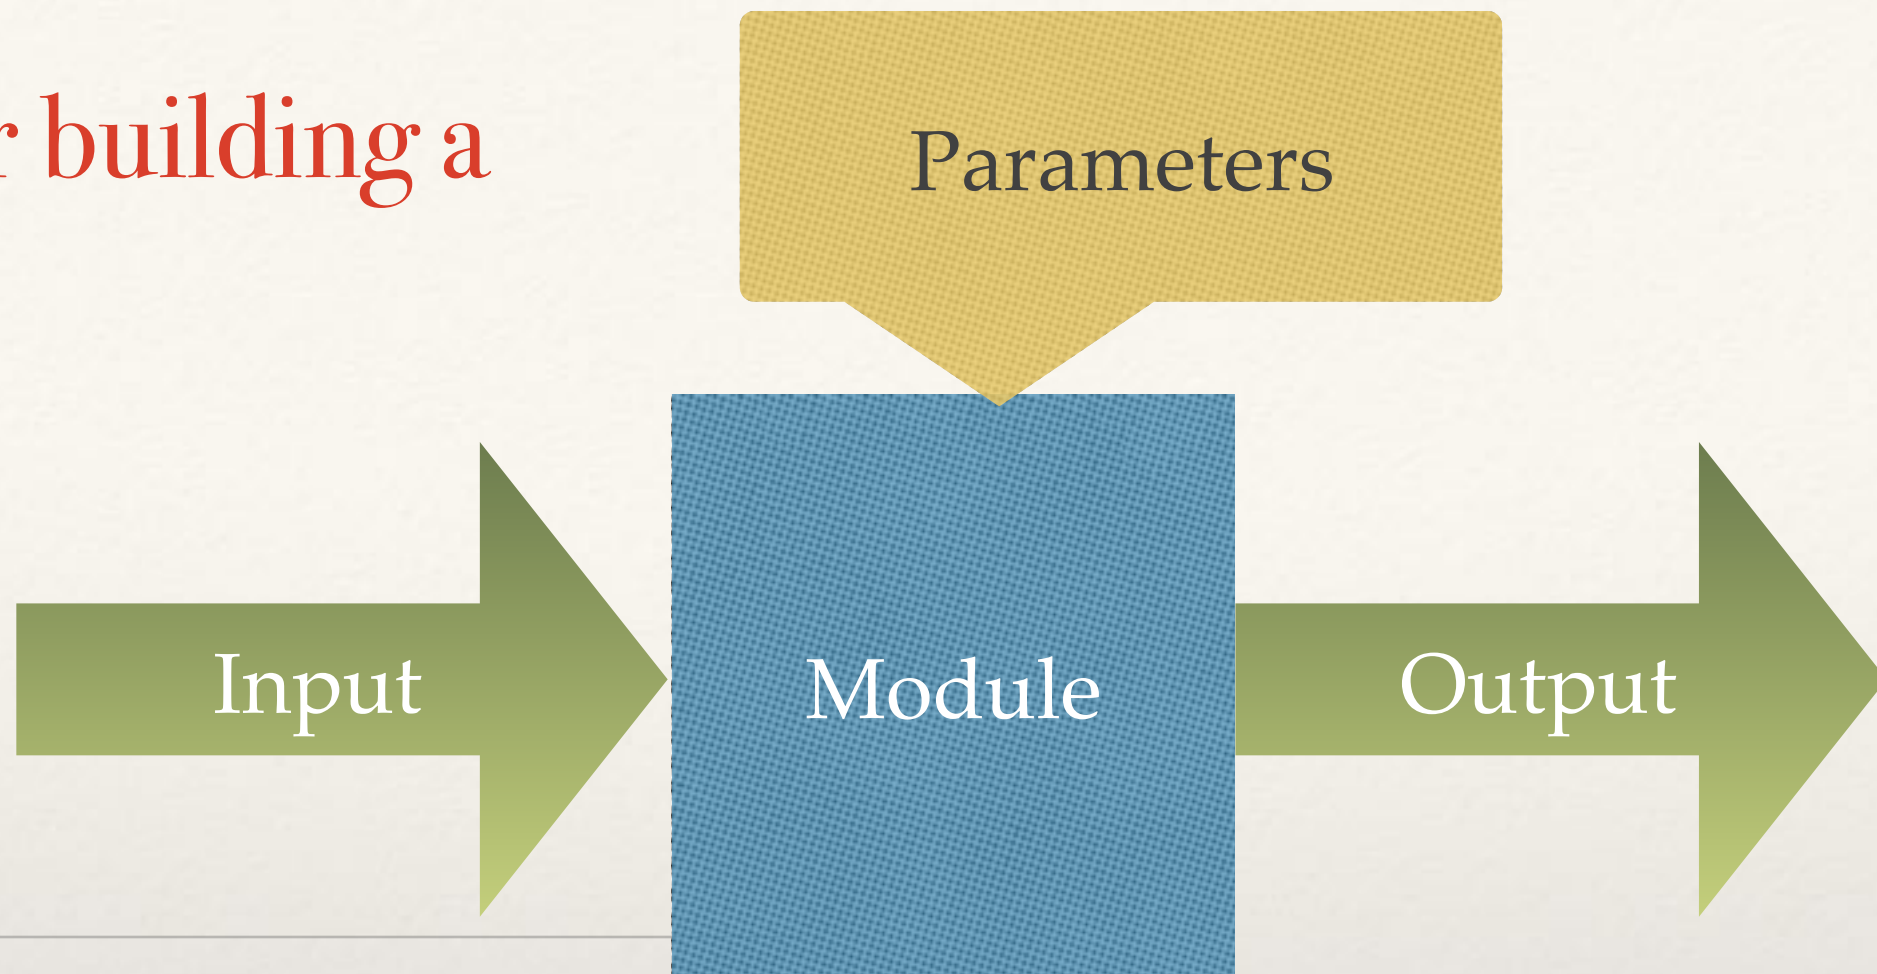 building a
Parameters
Input
Module
Output